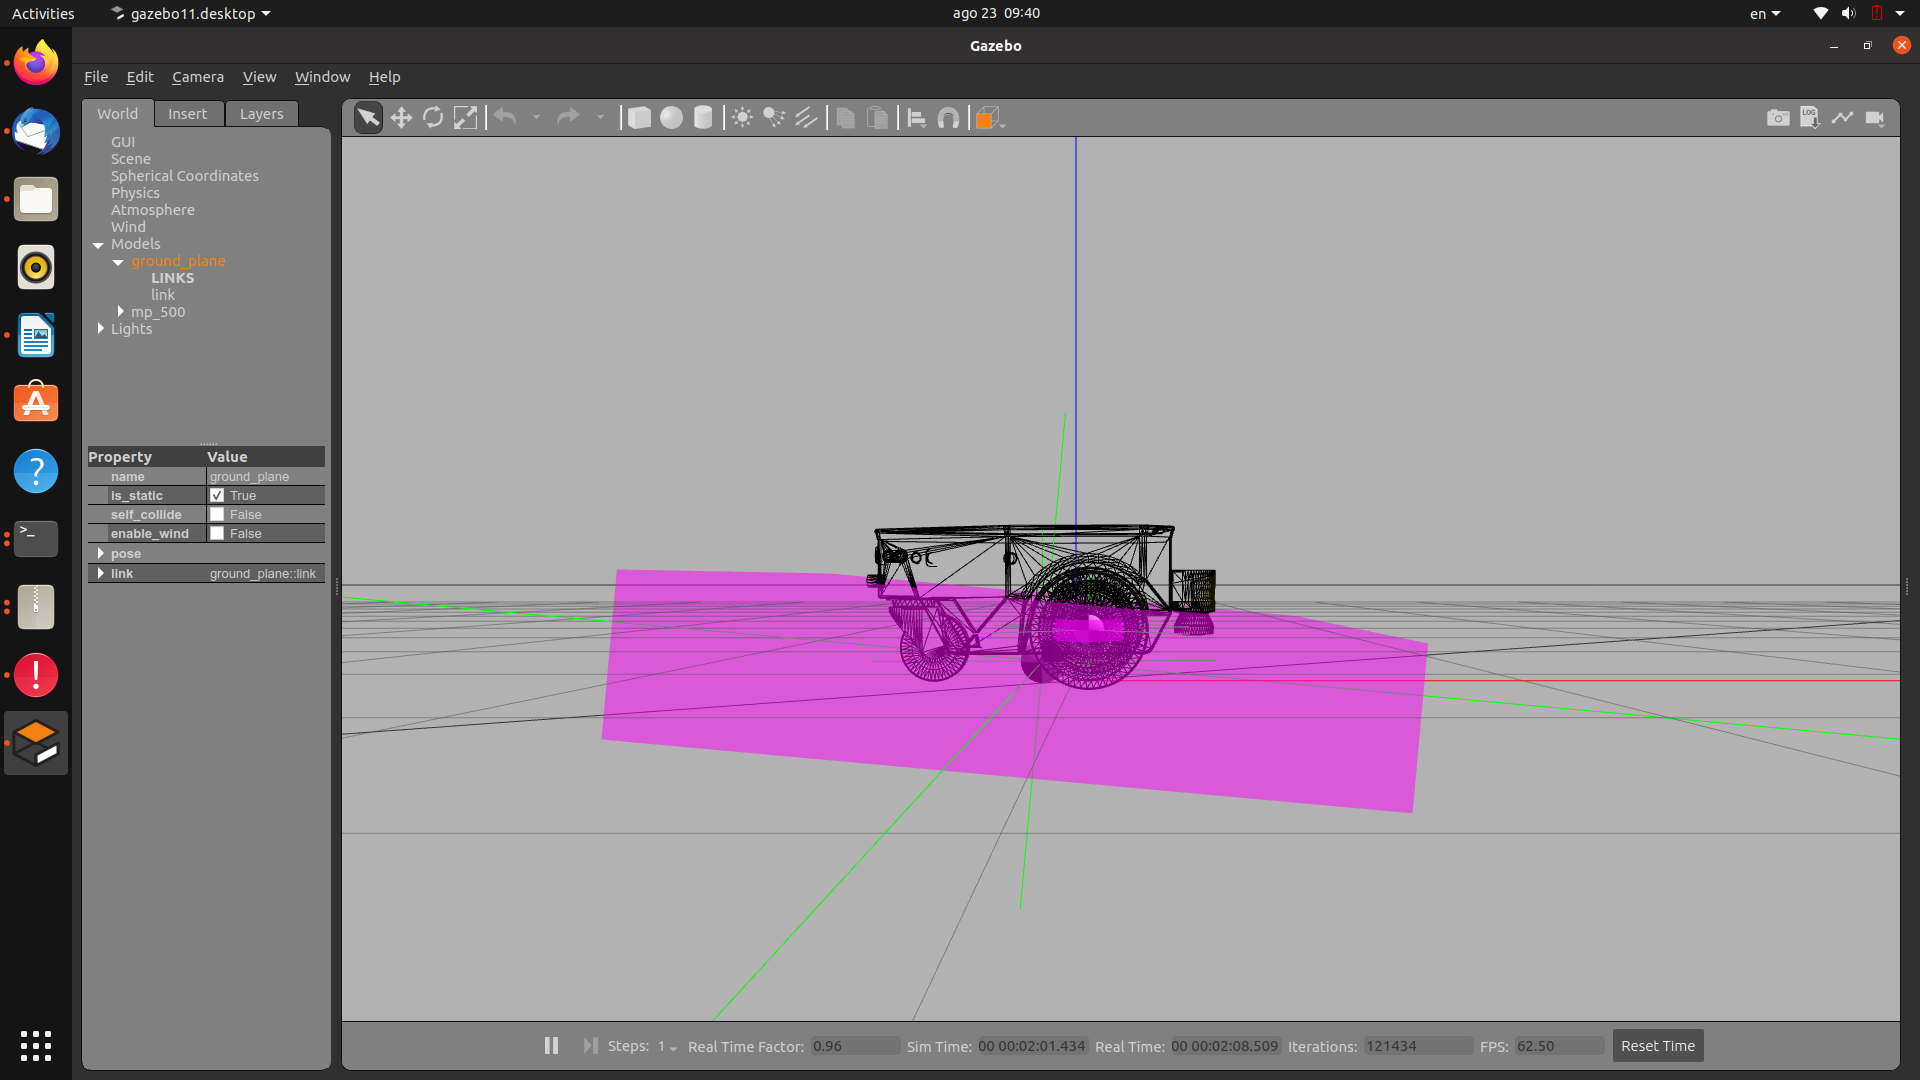 Activities
gazebo11.desktop
ago 23 09:40
en
Gazebo
File Edit Camera View Window Help
World Insert Layers
LOG
GUI
Scene
Spherical Coordinates
Physics
Atmosphere
Wind
Models
ground_plane
LINKS
link
mp_500
Lights
Property Value
name ground_plane
is_static True
self_collide False
enable_wind False
pose
link ground_plane::link
Steps: 1 Real Time Factor: 0.96 Sim Time: 00 00:02:01.434 Real Time: 00 00:02:08.509 Iterations: 121434 FPS: 62.50 Reset Time